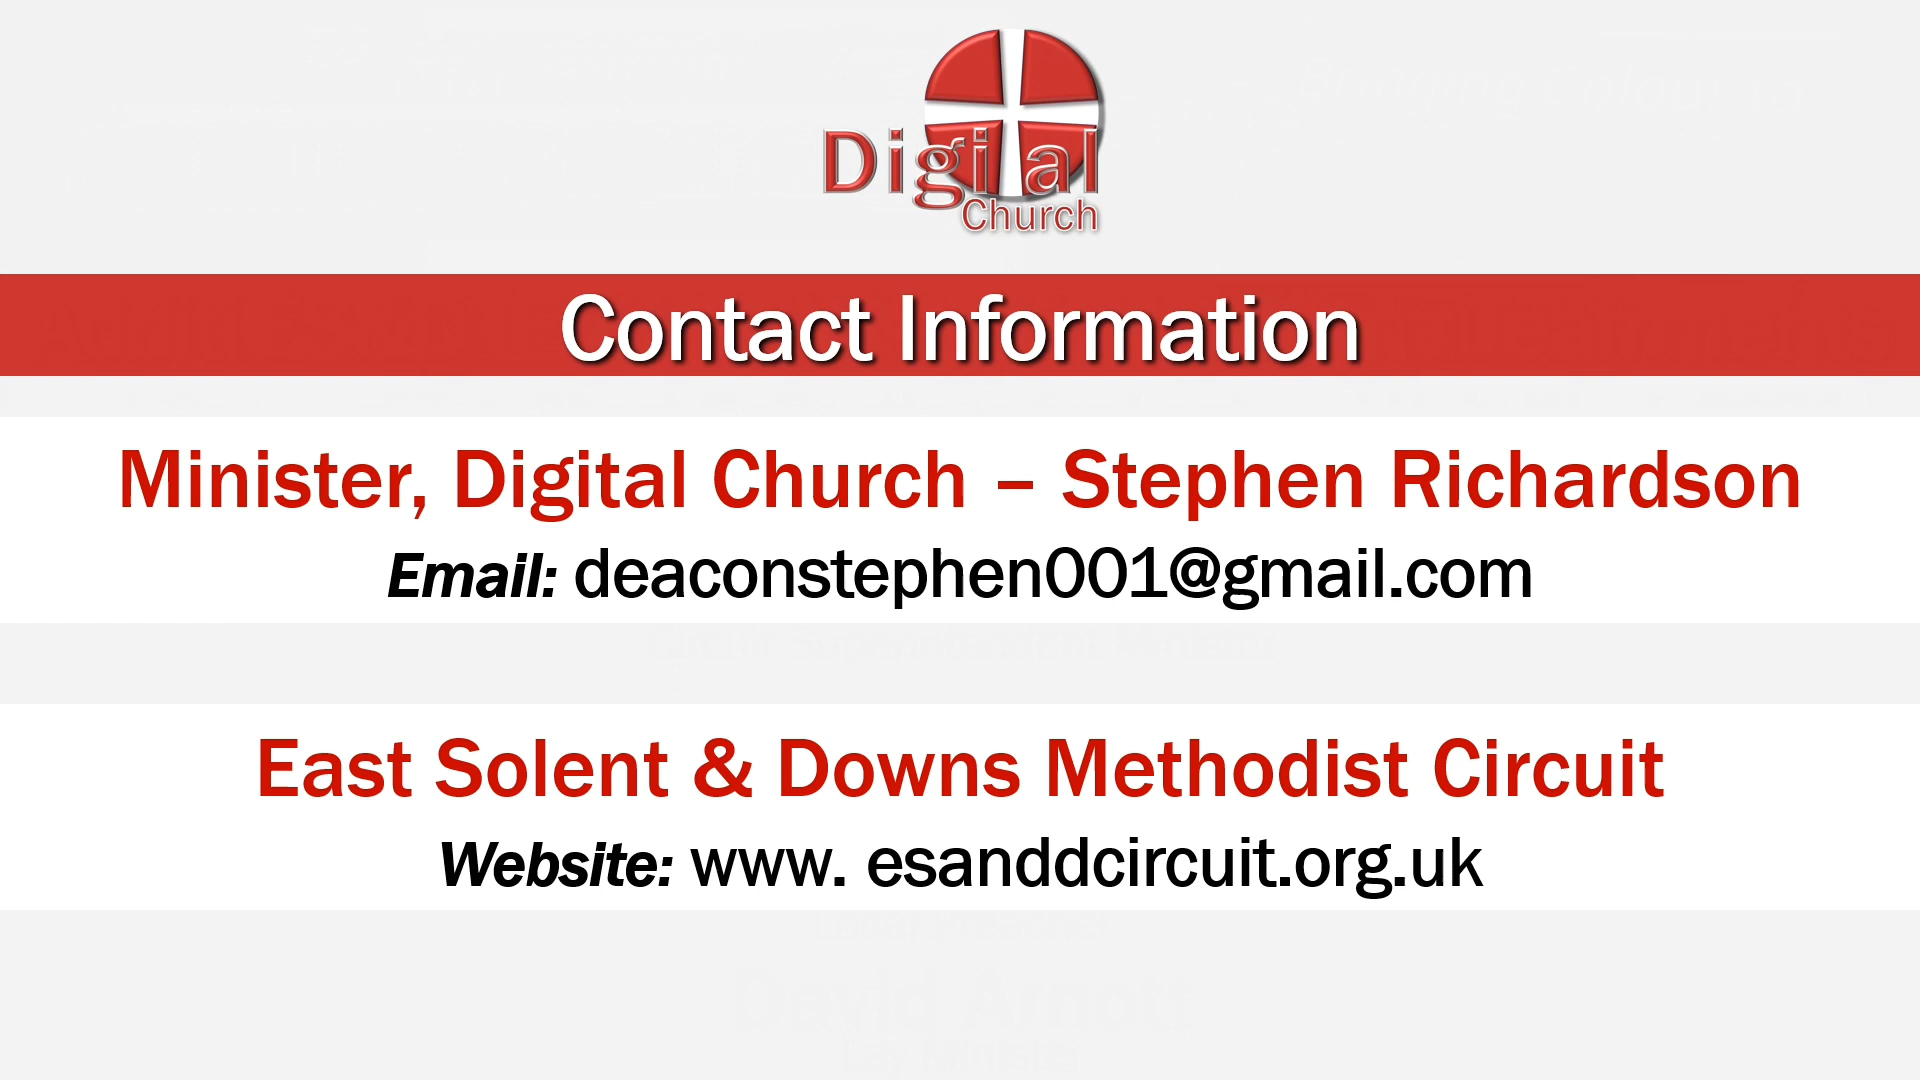 Digital
Church
Contact Information
Minister, Digital Church – Stephen Richardson
Email: deaconstephen001@gmail.com
East Solent & Downs Methodist Circuit
Website: www. esanddcircuit.org.uk